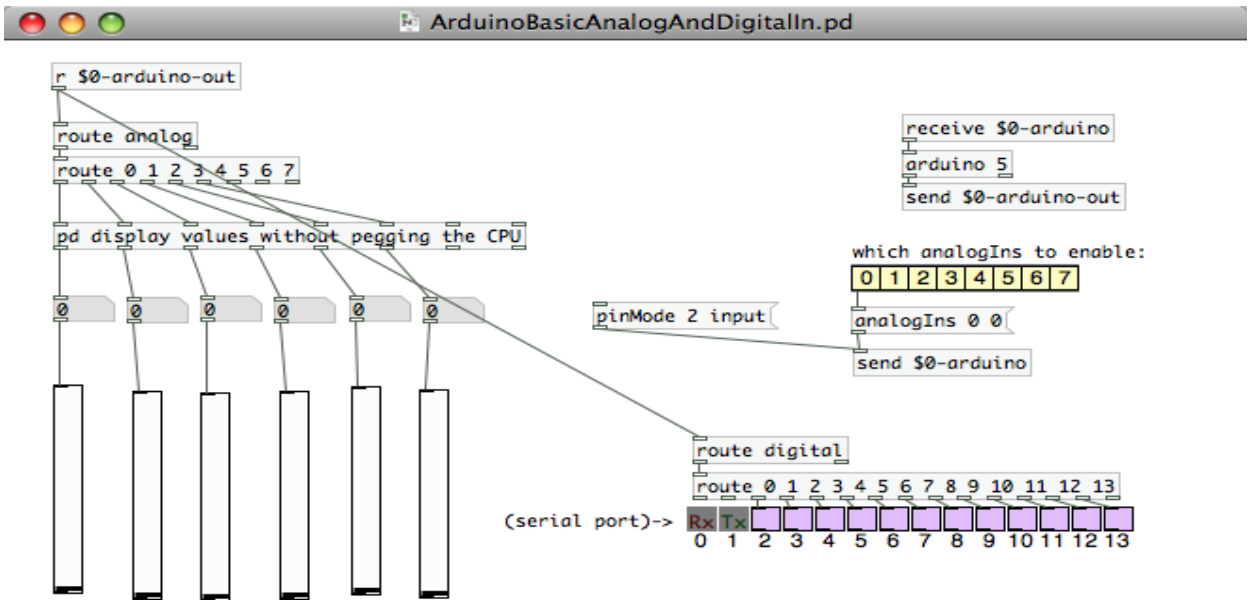 ArduinoBasicAnalogAndDigitalIn.pd
r $0-arduino-out
route analog
route 0 1 2 3 4 5 6 7
pd display values without pegging the CPU
0 0 0 0 0 0
receive $0-arduino
arduino 5
send $0-arduino-out
which analogIns to enable:
0 1 2 3 4 5 6 7
pinMode 2 input
analogIns 0 0
send $0-arduino
route digital
route 0 1 2 3 4 5 6 7 8 9 10 11 12 13
(serial port)-> Rx Tx
0 1 2 3 4 5 6 7 8 9 10 11 12 13